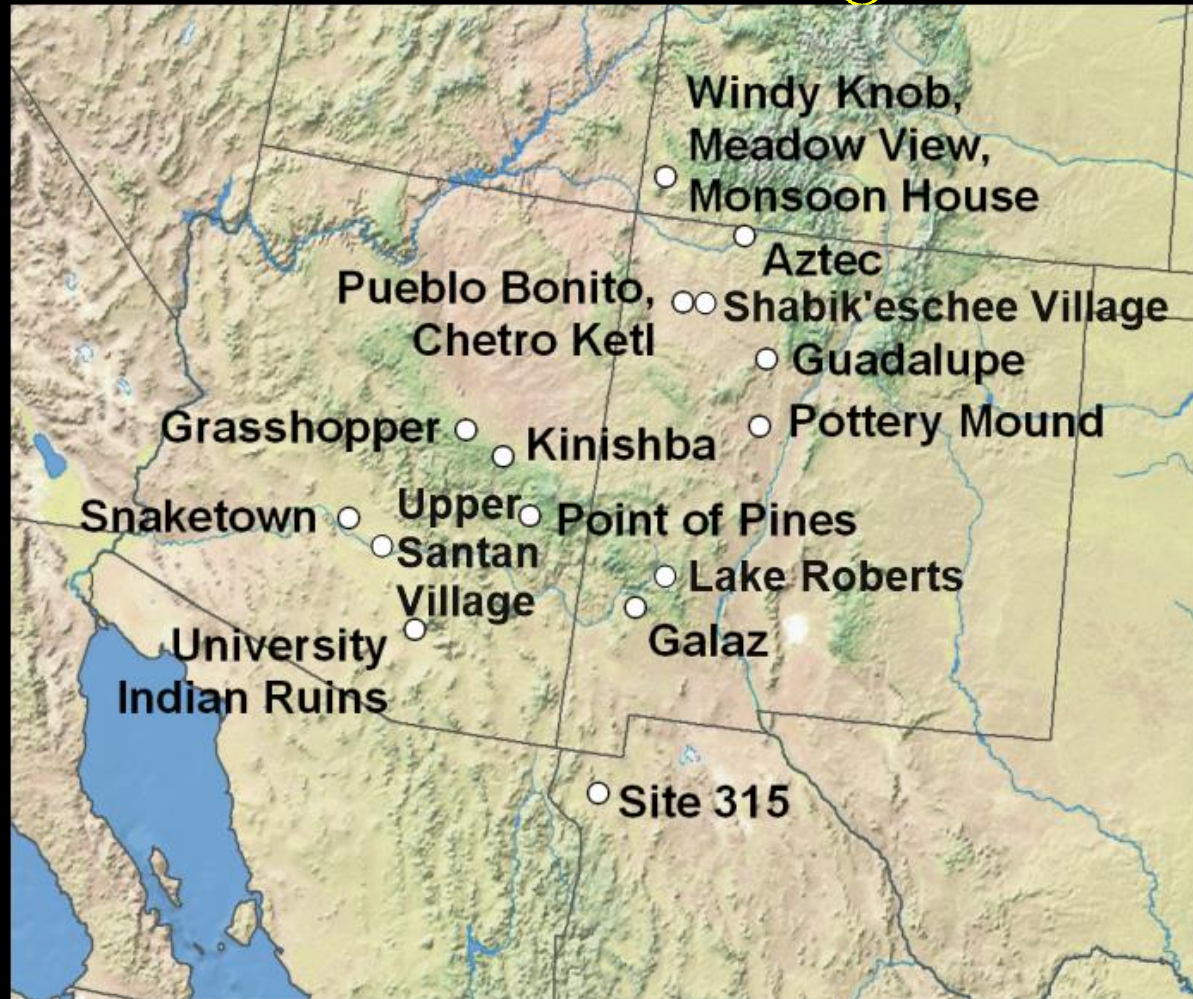 Windy Knob,
Meadow View,
Monsoon House
Aztec
Pueblo Bonito,
Chetro Ketl
Shabik'eschee Village
Guadalupe
Pottery Mound
Grasshopper
Kinishba
Snaketown
Upper
Santan
Village
Point of Pines
Lake Roberts
Galaz
University
Indian Ruins
Site 315